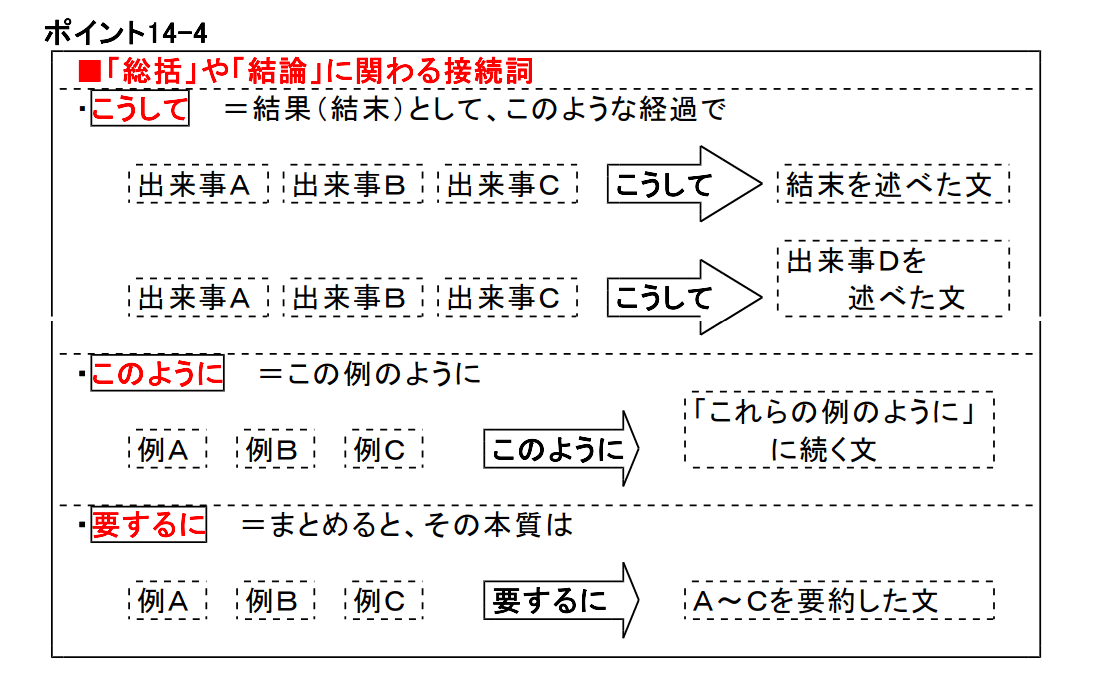 ポイント14-4
■「総括」や「結論」に関わる接続詞
・こうして ＝結果（結末）として、このような経過で
出来事A 出来事B 出来事C こうして 結末を述べた文
出来事A 出来事B 出来事C こうして 出来事Dを
述べた文
・このように ＝この例のように
例A 例B 例C このように 「これらの例のように」
に続く文
・要するに ＝まとめると、その本質は
例A 例B 例C 要するに A～Cを要約した文